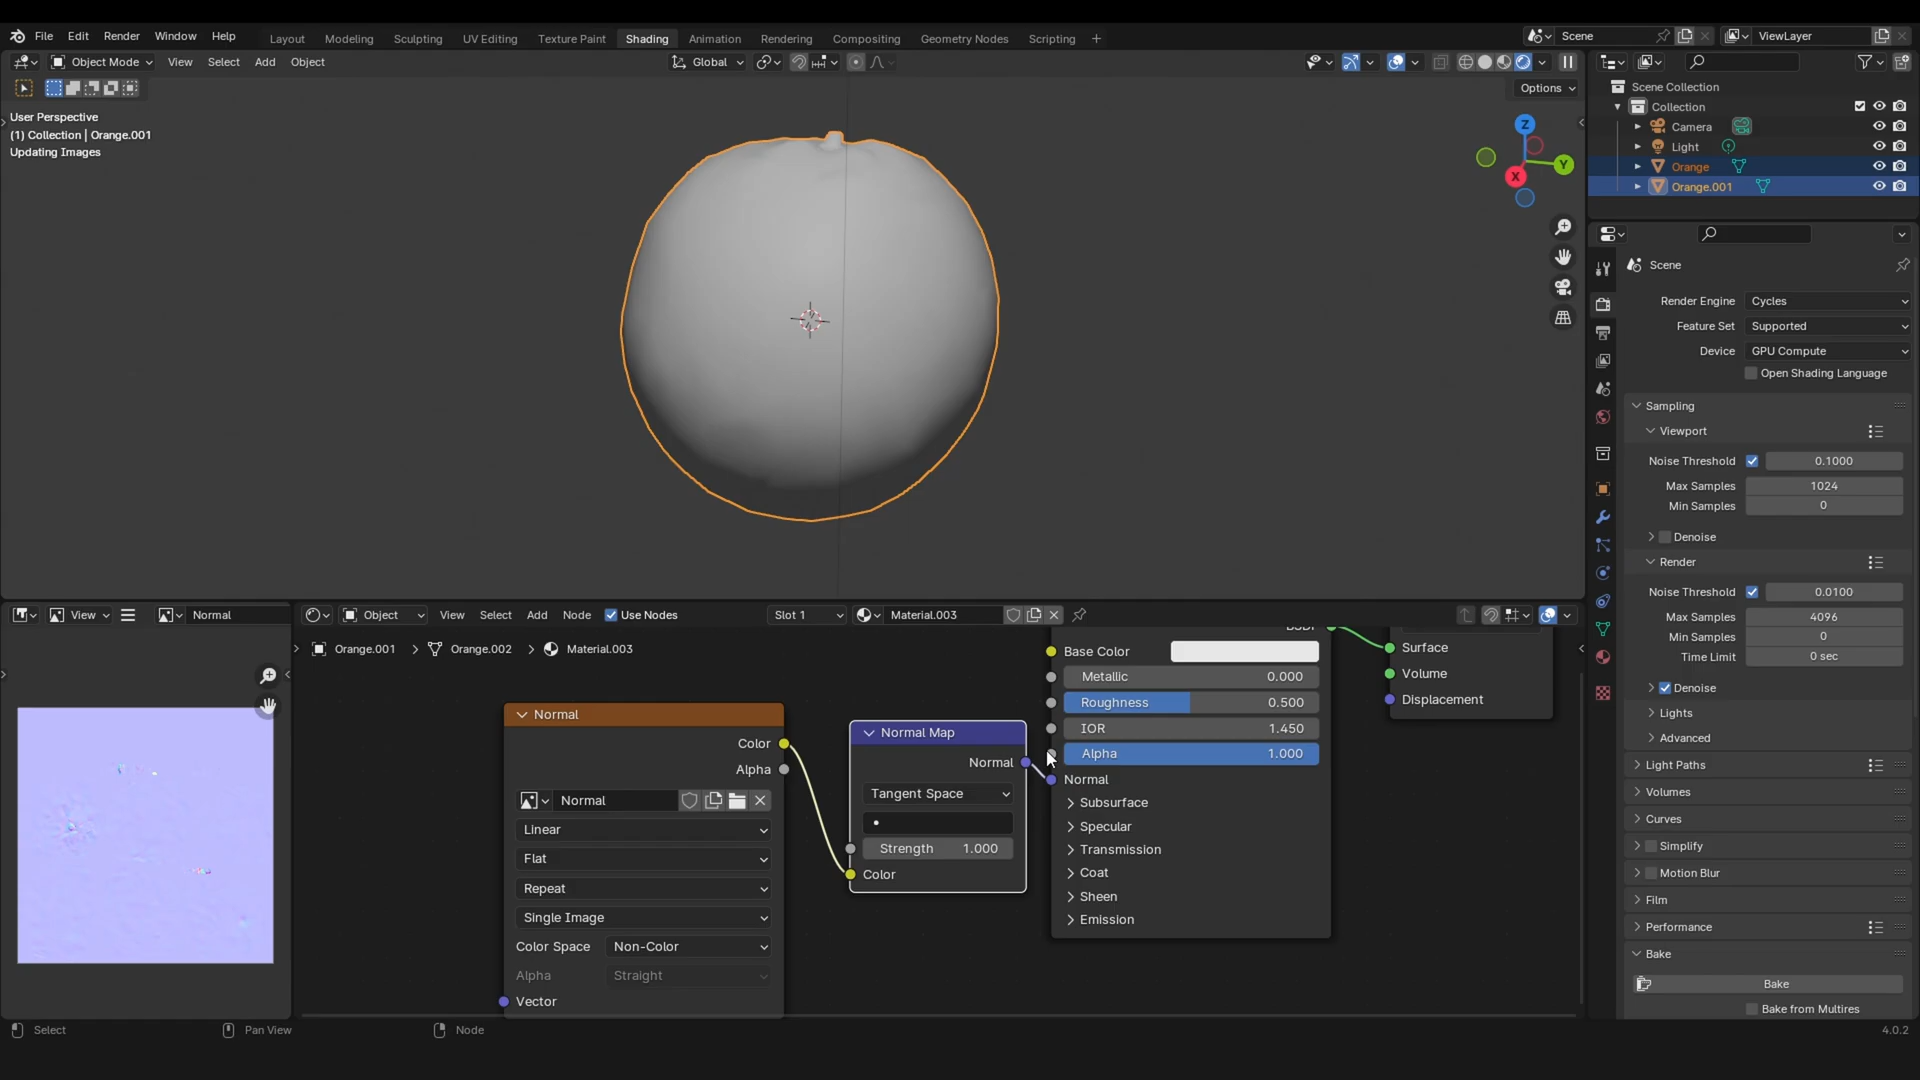 File Edit Render Window Help Layout Modeling Sculpting UV Editing Texture Paint Shading Animation Rendering Compositing Geometry Nodes Scripting + Scene ViewLayer
Object Mode View Select Add Object Global
Options
User Perspective
(1) Collection | Orange.001
Updating Images
Z
Y
X
Scene Collection
Collection
Camera
Light
Orange
Orange.001
Scene
Render Engine Cycles
Feature Set Supported
Device GPU Compute
Open Shading Language
Sampling
Viewport
Noise Threshold 0.1000
Max Samples 1024
Min Samples 0
Denoise
Render
Noise Threshold 0.0100
Max Samples 4096
Min Samples 0
Time Limit 0 sec
Denoise
Lights
Advanced
Light Paths
Volumes
Curves
Simplify
Motion Blur
Film
Performance
Bake
Bake
Bake from Multires
View Normal
Object View Select Add Node Use Nodes Slot 1 Material.003
Orange.001 > Orange.002 > Material.003
Normal
Color
Alpha
Normal
Linear
Flat
Repeat
Single Image
Color Space Non-Color
Alpha Straight
Vector
Normal Map
Normal
Tangent Space
Strength 1.000
Color
BSDF
Base Color
Metallic 0.000
Roughness 0.500
IOR 1.450
Alpha 1.000
Normal
Subsurface
Specular
Transmission
Coat
Sheen
Emission
Surface
Volume
Displacement
Select Pan View Node 4.0.2